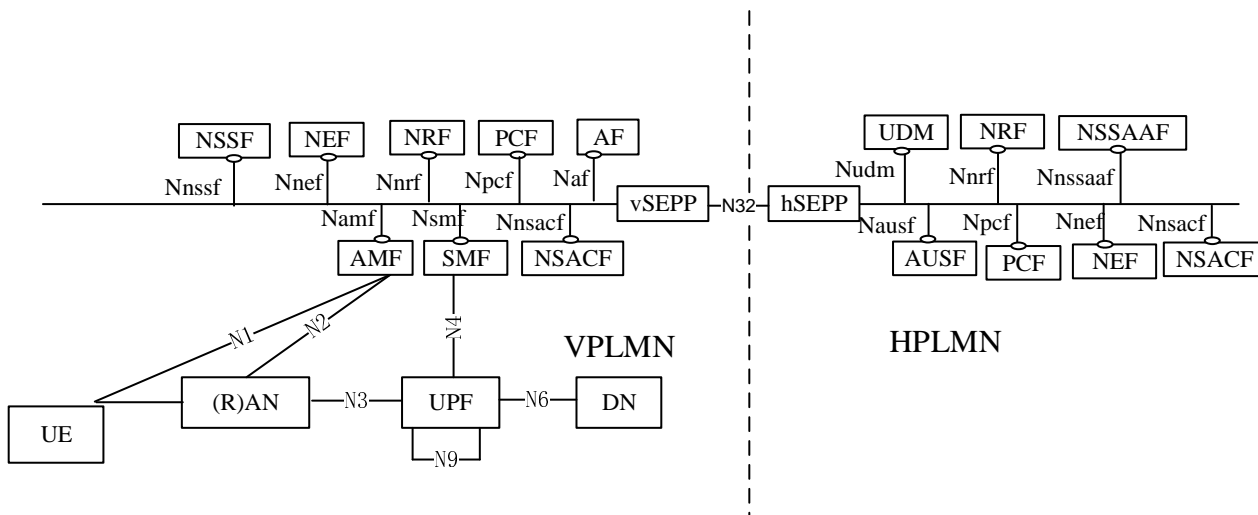 NSSF NEF NRF PCF AF UDM NRF NSSAAF
Nnssf Nnef Nnrf Npcf Naf Nudm Nnrf Nnssaaf
vSEPP N32 hSEPP
Namf Nsmf Nnsacf Nausf Npcf Nnef Nnsacf
AMF SMF NSACF AUSF PCF NEF NSACF
N1 N2 N4
VPLMN HPLMN
UE (R)AN N3 UPF N6 DN
N9